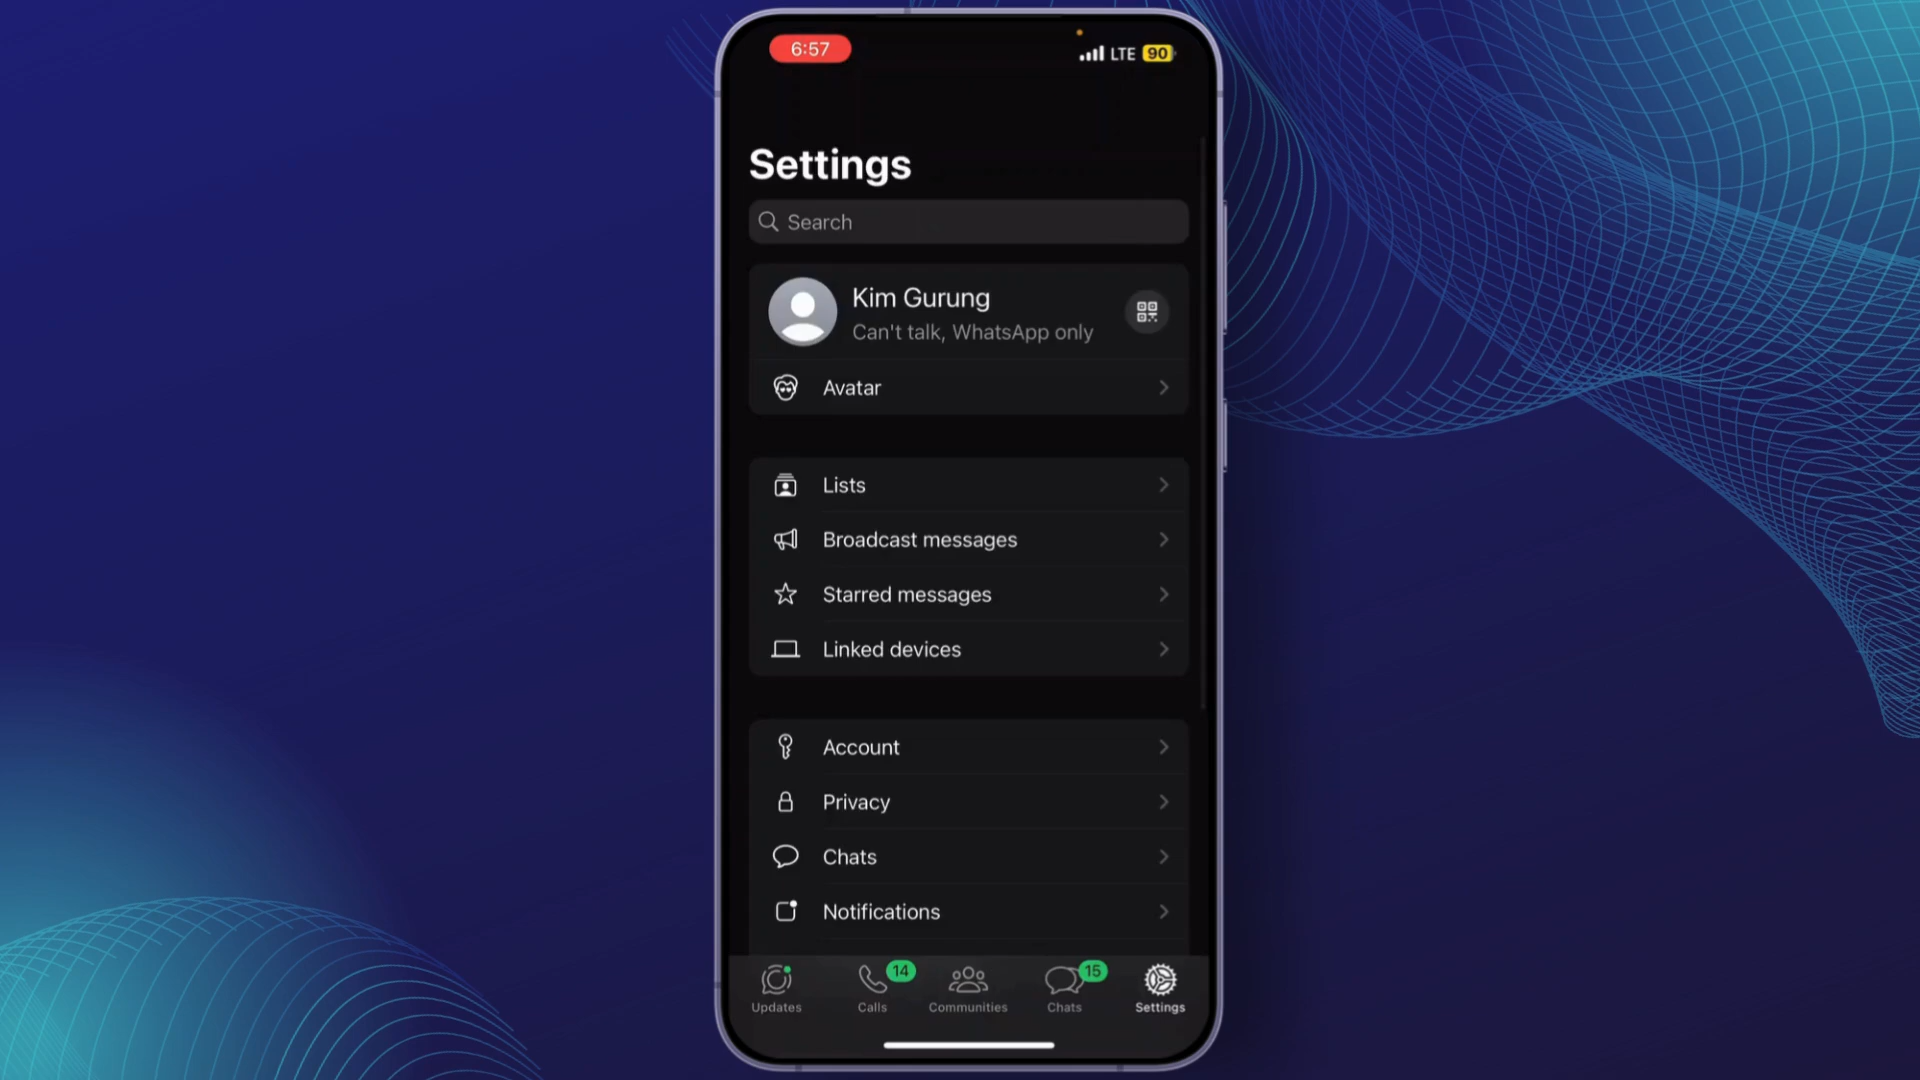 6:57
LTE 90
Settings
Search
Kim Gurung
Can't talk, WhatsApp only
Avatar
Lists
Broadcast messages
Starred messages
Linked devices
Account
Privacy
Chats
Notifications
14
15
Updates Calls Communities Chats Settings